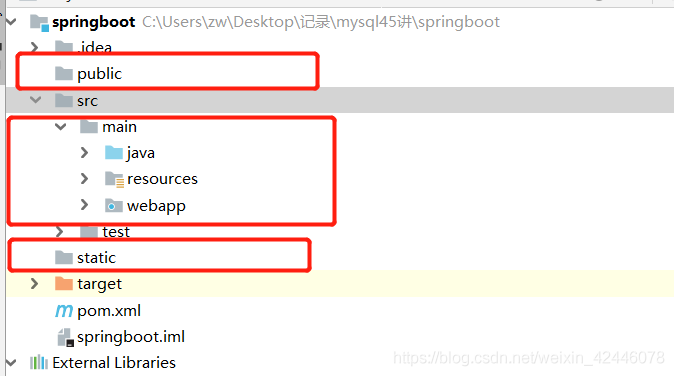 springboot C:\Users\zw\Desktop\记录\mysql45讲\springboot
.idea
public
src
main
java
resources
webapp
test
static
target
pom.xml
springboot.iml
External Libraries
https://blog.csdn.net/weixin_42446078